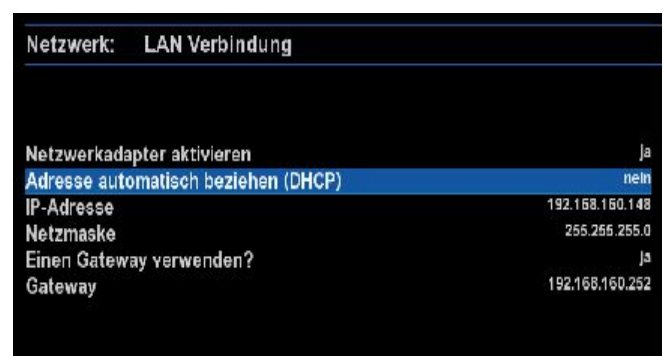 Netzwerk: LAN Verbindung
Netzwerkadapter aktivieren ja
Adresse automatisch beziehen (DHCP) nein
IP-Adresse 192.168.160.148
Netzmaske 255.255.255.0
Einen Gateway verwenden? ja
Gateway 192.168.160.252